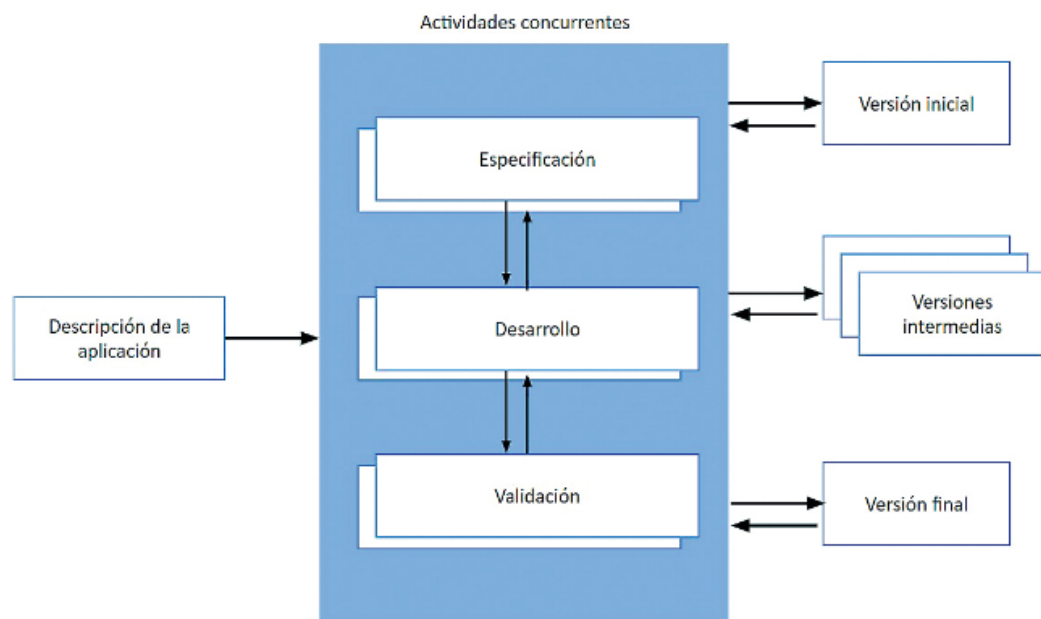 Actividades concurrentes
Versión inicial
Especificación
Descripción de la
aplicación
Desarrollo
Versiones
intermedias
Validación
Versión final